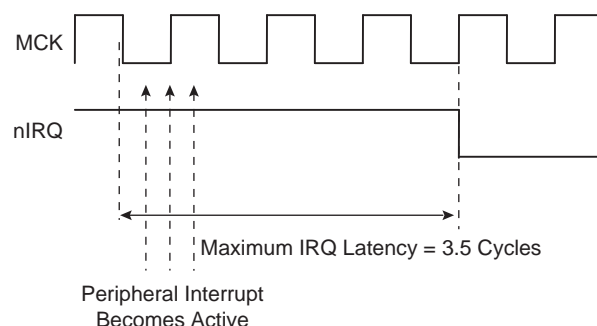 MCK
nIRQ
Maximum IRQ Latency = 3.5 Cycles
Peripheral Interrupt
Becomes Active